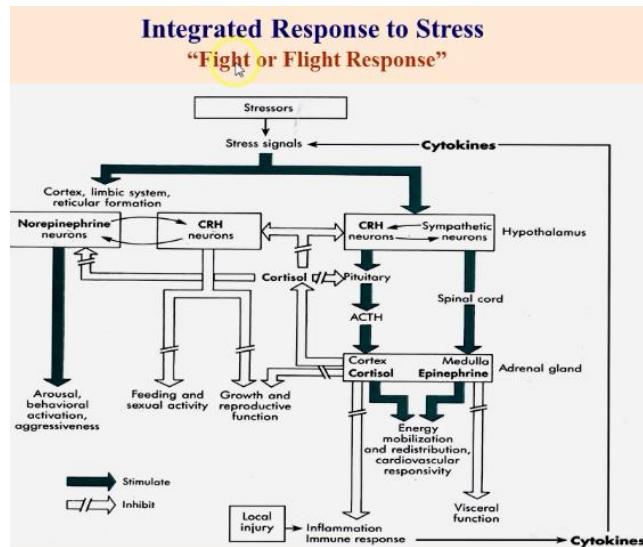 Integrated Response to Stress
“Fight or Flight Response”
Stressors
Stress signals
Cytokines
Cortex, limbic system,
reticular formation
Norepinephrine
neurons
CRH
neurons
CRH
neurons
Sympathetic
neurons
Hypothalamus
Cortisol
Pituitary
Spinal cord
ACTH
Cortex
Cortisol
Medulla
Epinephrine
Adrenal gland
Arousal,
behavioral
activation,
aggressiveness
Feeding and
sexual activity
Growth and
reproductive
function
Energy
mobilization
and redistribution,
cardiovascular
responsivity
Stimulate
Inhibit
Visceral
function
Local
injury
Inflammation
Immune response
Cytokines